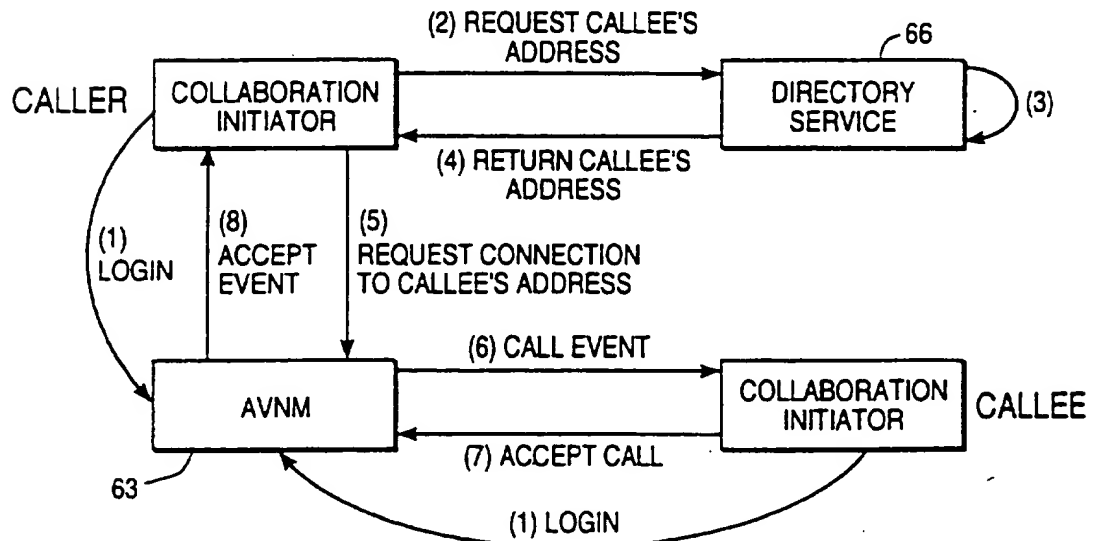 (2) REQUEST CALLEE'S
ADDRESS
66
CALLER
COLLABORATION
INITIATOR
DIRECTORY
SERVICE
(3)
(4) RETURN CALLEE'S
ADDRESS
(1)
LOGIN
(8)
ACCEPT
EVENT
(5)
REQUEST CONNECTION
TO CALLEE'S ADDRESS
(6) CALL EVENT
AVNM
COLLABORATION
INITIATOR
CALLEE
(7) ACCEPT CALL
63
(1) LOGIN